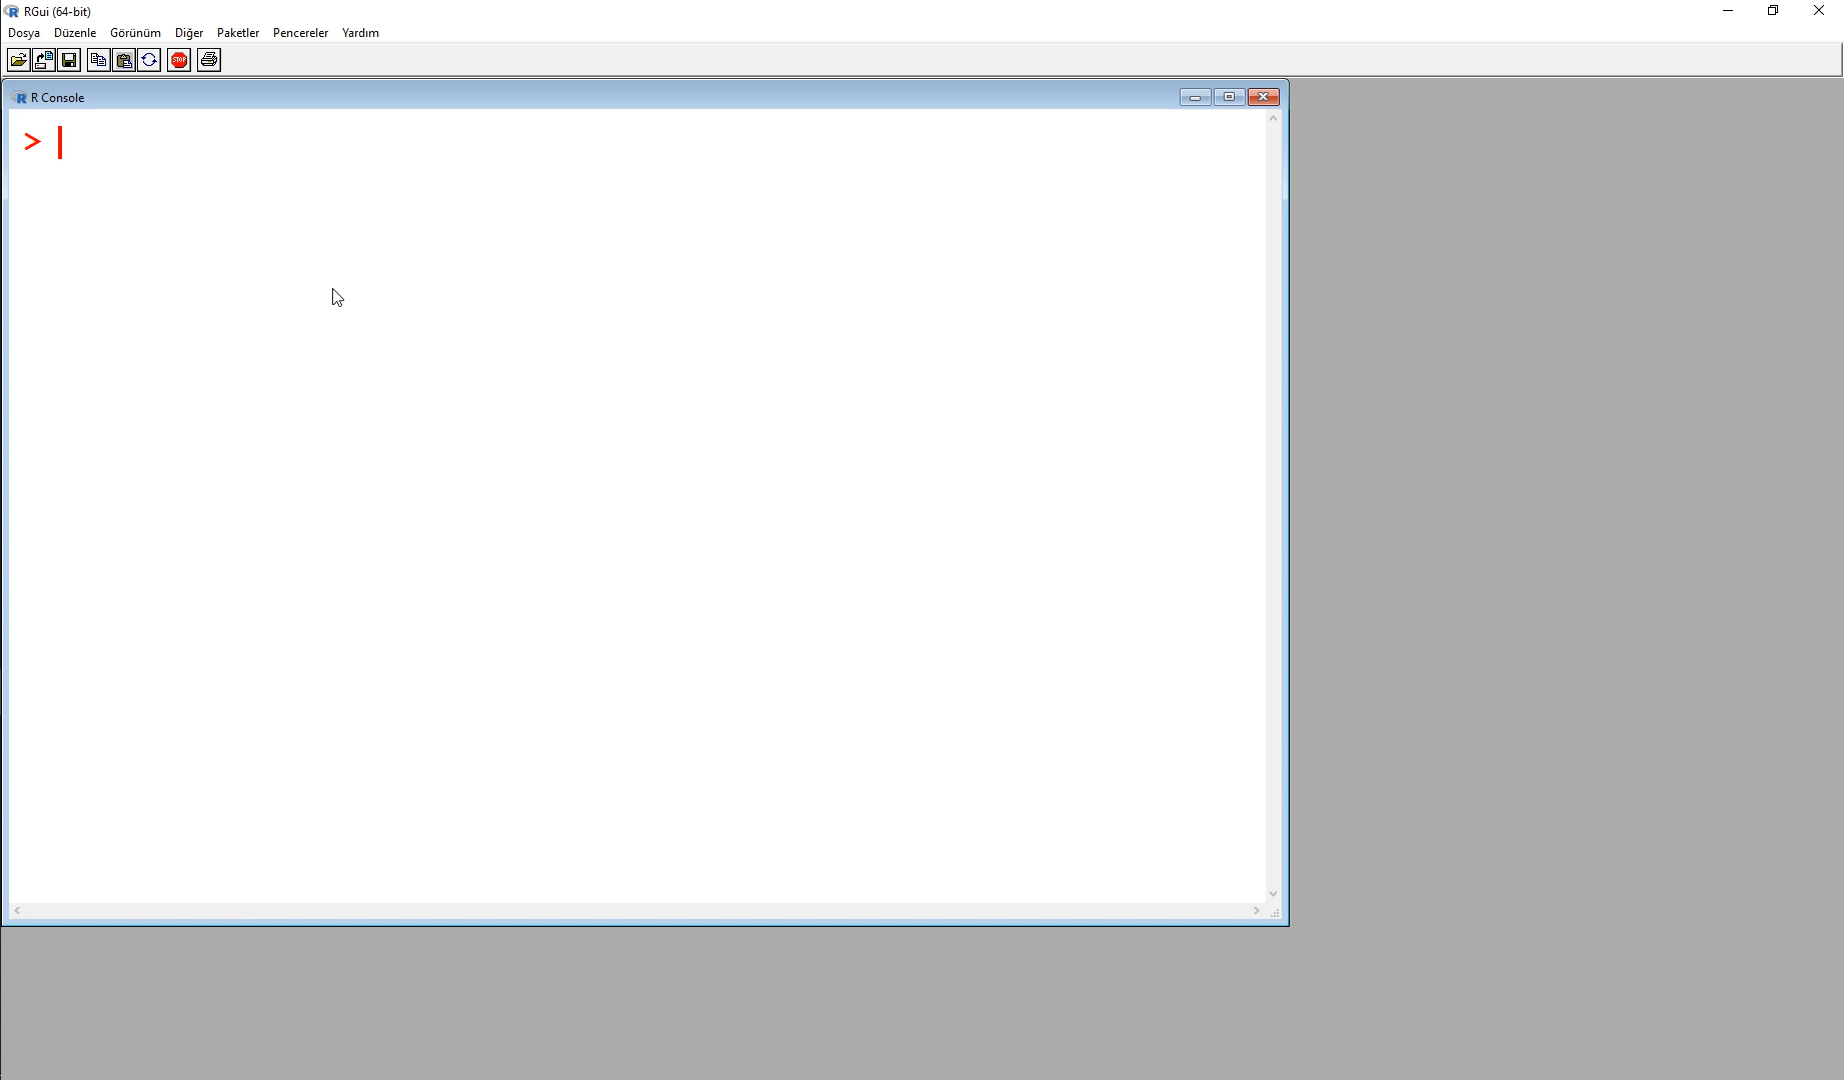 RGui (64-bit)
Dosya Düzenle Görünüm Diğer Paketler Pencereler Yardım
STOP
R Console
>